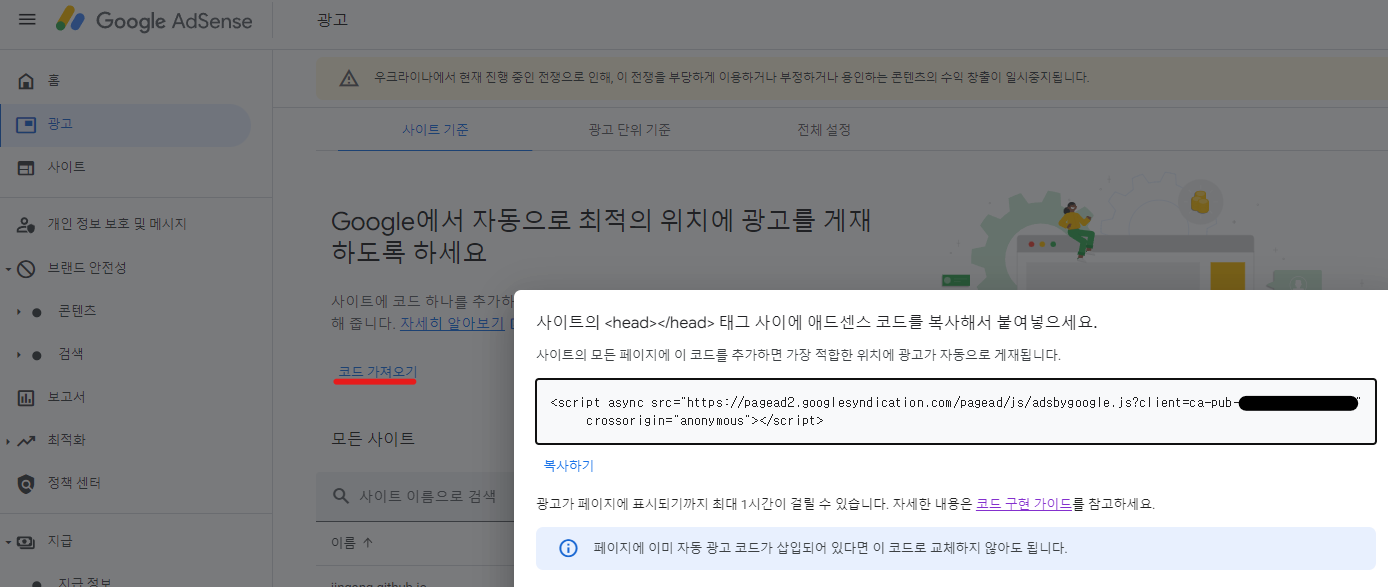 Google AdSense
광고
홈
광고
사이트
개인 정보 보호 및 메시지
브랜드 안전성
콘텐츠
검색
보고서
최적화
정책 센터
지급
지급 정보
우크라이나에서 현재 진행 중인 전쟁으로 인해, 이 전쟁을 부당하게 이용하거나 부정하거나 용인하는 콘텐츠의 수익 창출이 일시중지됩니다.
사이트 기준
광고 단위 기준
전체 설정
Google에서 자동으로 최적의 위치에 광고를 게재
하도록 하세요
사이트에 코드 하나를 추가하
해 줍니다. 자세히 알아보기
코드 가져오기
모든 사이트
사이트 이름으로 검색
이름
사이트의 <head></head> 태그 사이에 애드센스 코드를 복사해서 붙여넣으세요.
사이트의 모든 페이지에 이 코드를 추가하면 가장 적합한 위치에 광고가 자동으로 게재됩니다.
<script async src="https://pagead2.googlesyndication.com/pagead/js/adsbygoogle.js?client=ca-pub-"
crossorigin="anonymous"></script>
복사하기
광고가 페이지에 표시되기까지 최대 1시간이 걸릴 수 있습니다. 자세한 내용은 코드 구현 가이드를 참고하세요.
페이지에 이미 자동 광고 코드가 삽입되어 있다면 이 코드로 교체하지 않아도 됩니다.